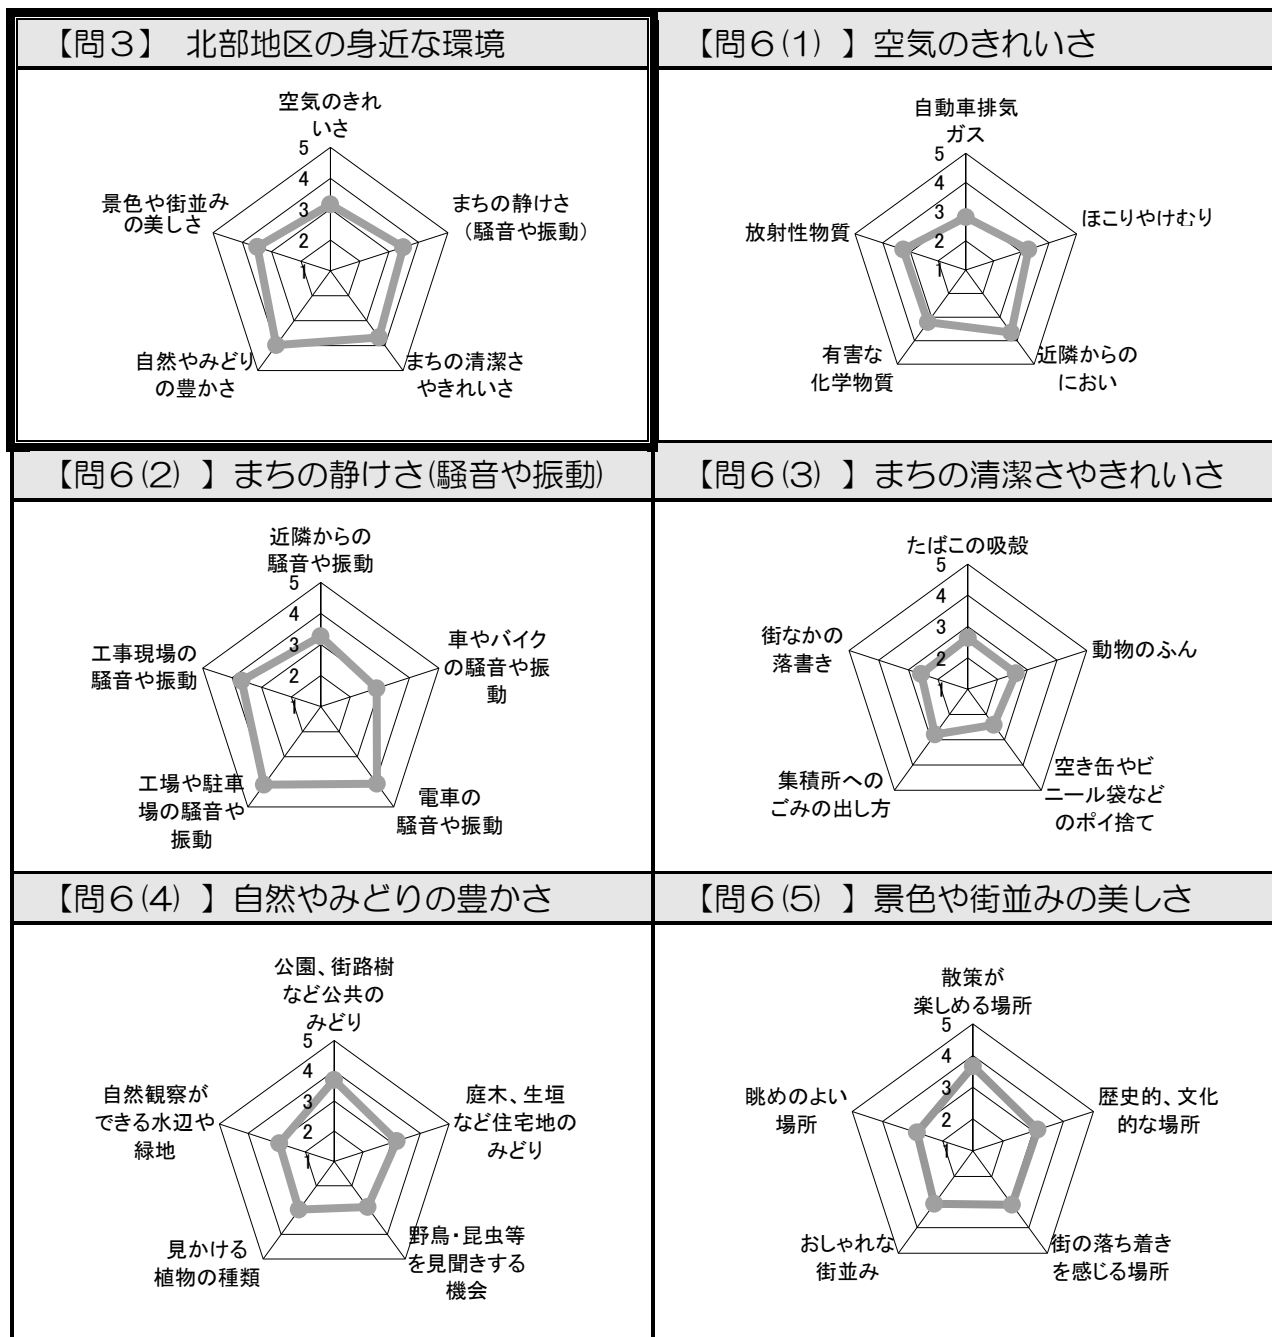 【問3】 北部地区の身近な環境
空気のきれ
いさ
5
4
3
2
1
まちの静けさ
（騒音や振動）
まちの清潔さ
やきれいさ
自然やみどり
の豊かさ
景色や街並み
の美しさ
【問6(1) 】空気のきれいさ
自動車排気
ガス
5
4
3
2
1
ほこりやけむり
近隣からの
におい
有害な
化学物質
放射性物質
【問6(2) 】まちの静けさ(騒音や振動)
近隣からの
騒音や振動
5
4
3
2
1
車やバイク
の騒音や振
動
電車の
騒音や振動
工場や駐車
場の騒音や
振動
工事現場の
騒音や振動
【問6(3) 】まちの清潔さやきれいさ
たばこの吸殻
5
4
3
2
1
動物のふん
空き缶やビ
ニール袋など
のポイ捨て
集積所への
ごみの出し方
街なかの
落書き
【問6(4) 】自然やみどりの豊かさ
公園、街路樹
など公共の
みどり
5
4
3
2
1
庭木、生垣
など住宅地の
みどり
野鳥・昆虫等
を見聞きする
機会
見かける
植物の種類
自然観察が
できる水辺や
緑地
【問6(5) 】景色や街並みの美しさ
散策が
楽しめる場所
5
4
3
2
1
歴史的、文化
的な場所
街の落ち着き
を感じる場所
おしゃれな
街並み
眺めのよい
場所